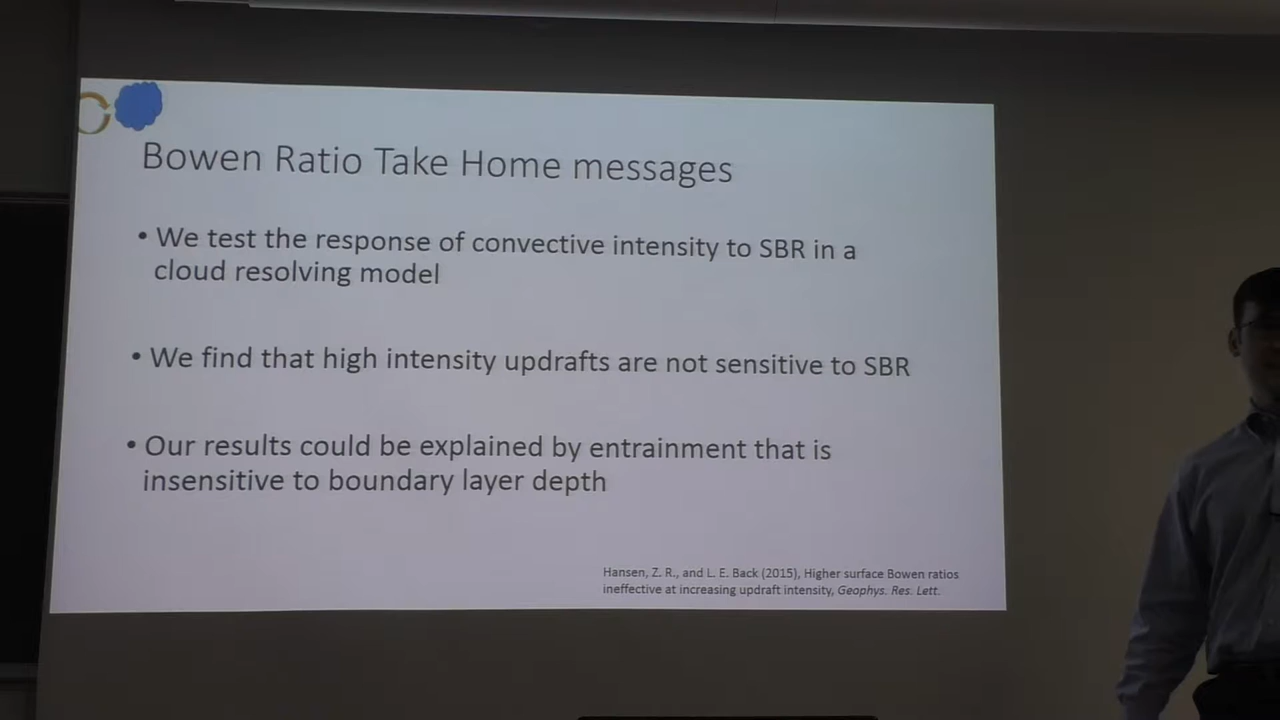 Bowen Ratio Take Home messages
• We test the response of convective intensity to SBR in a
cloud resolving model
• We find that high intensity updrafts are not sensitive to SBR
• Our results could be explained by entrainment that is
insensitive to boundary layer depth
Hansen, Z. R., and L. E. Back (2015), Higher surface Bowen ratios
ineffective at increasing updraft intensity, Geophys. Res. Lett.